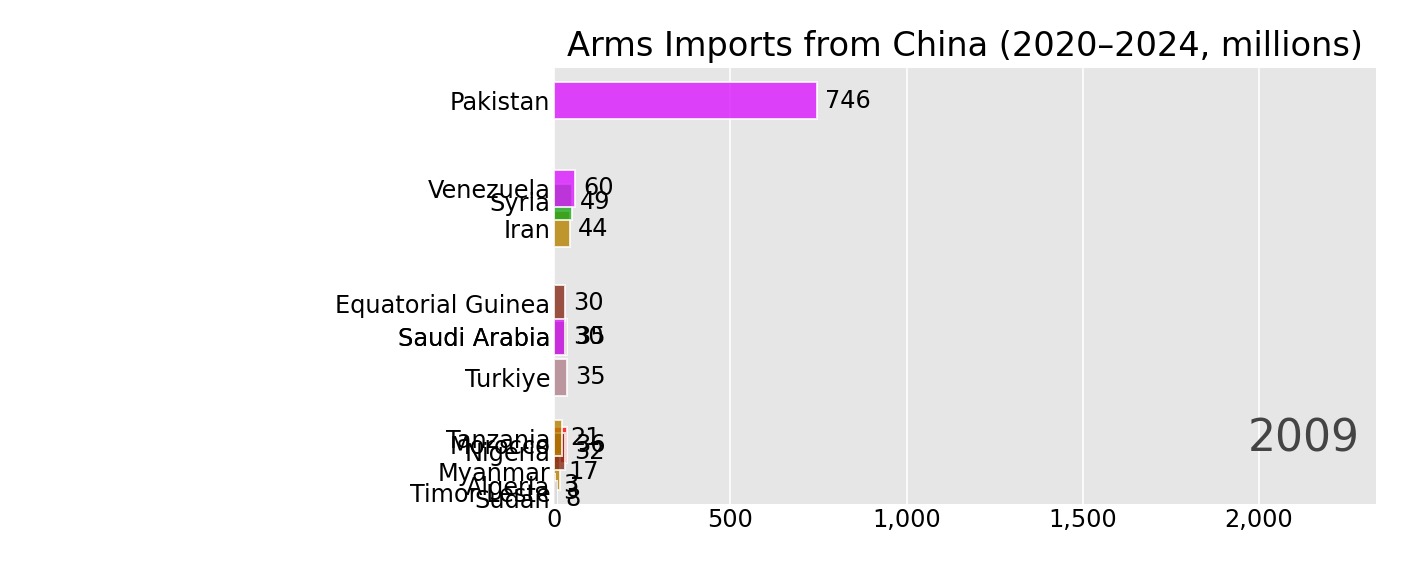 Arms Imports from China (2020–2024, millions)
Pakistan 746
Venezuela 60
Syria 49
Iran 44
Equatorial Guinea 30
Saudi Arabia
Turkiye 35
2009
Tanzania 21
Morocco 36
Nigeria 32
Myanmar 17
Algeria 3
Timor-Leste
Sudan 8
0 500 1,000 1,500 2,000